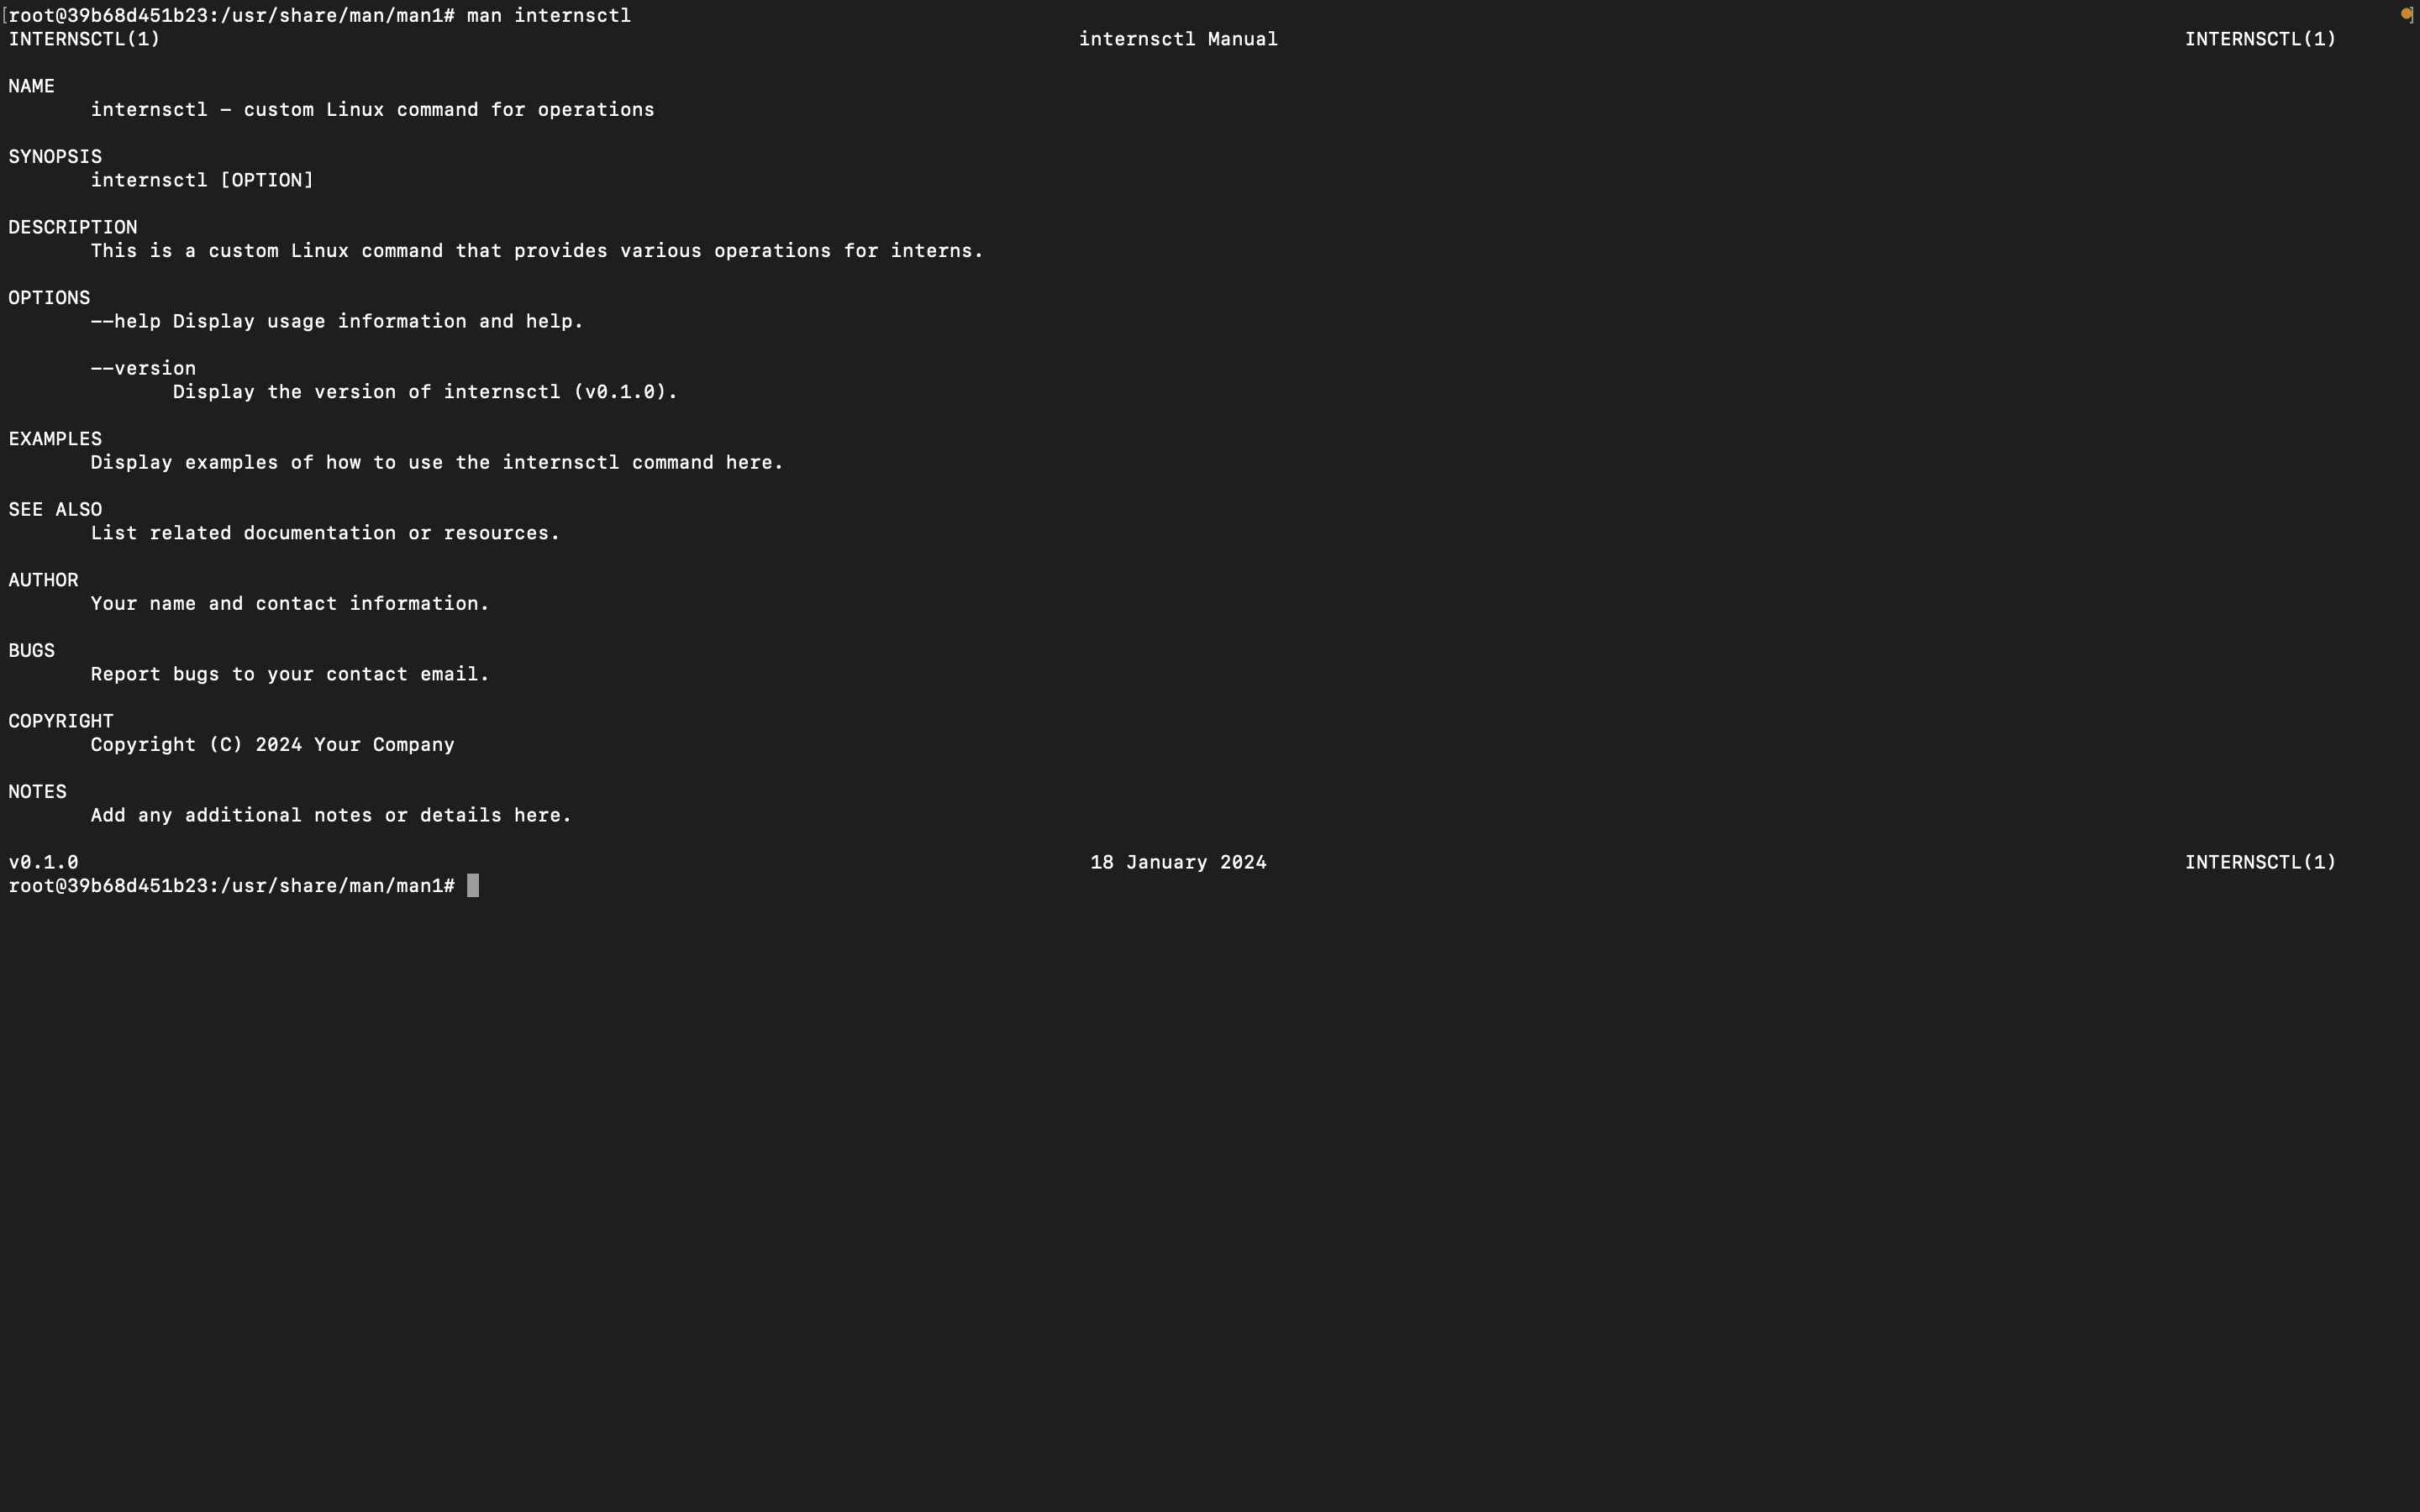 [root@39b68d451b23:/usr/share/man/man1# man internsctl ]
INTERNSCTL(1) internsctl Manual INTERNSCTL(1)
NAME
internsctl – custom Linux command for operations
SYNOPSIS
internsctl [OPTION]
DESCRIPTION
This is a custom Linux command that provides various operations for interns.
OPTIONS
--help Display usage information and help.
--version
Display the version of internsctl (v0.1.0).
EXAMPLES
Display examples of how to use the internsctl command here.
SEE ALSO
List related documentation or resources.
AUTHOR
Your name and contact information.
BUGS
Report bugs to your contact email.
COPYRIGHT
Copyright (C) 2024 Your Company
NOTES
Add any additional notes or details here.
v0.1.0 18 January 2024 INTERNSCTL(1)
root@39b68d451b23:/usr/share/man/man1#